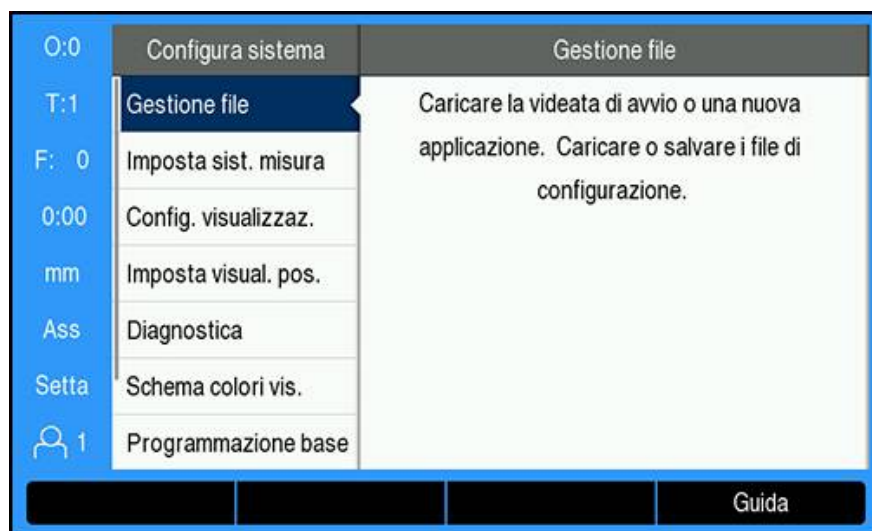 O:0
T:1
F: 0
0:00
mm
Ass
Setta
1
Configura sistema
Gestione file
Imposta sist. misura
Config. visualizzaz.
Imposta visual. pos.
Diagnostica
Schema colori vis.
Programmazione base
Gestione file
Caricare la videata di avvio o una nuova
applicazione. Caricare o salvare i file di
configurazione.
Guida